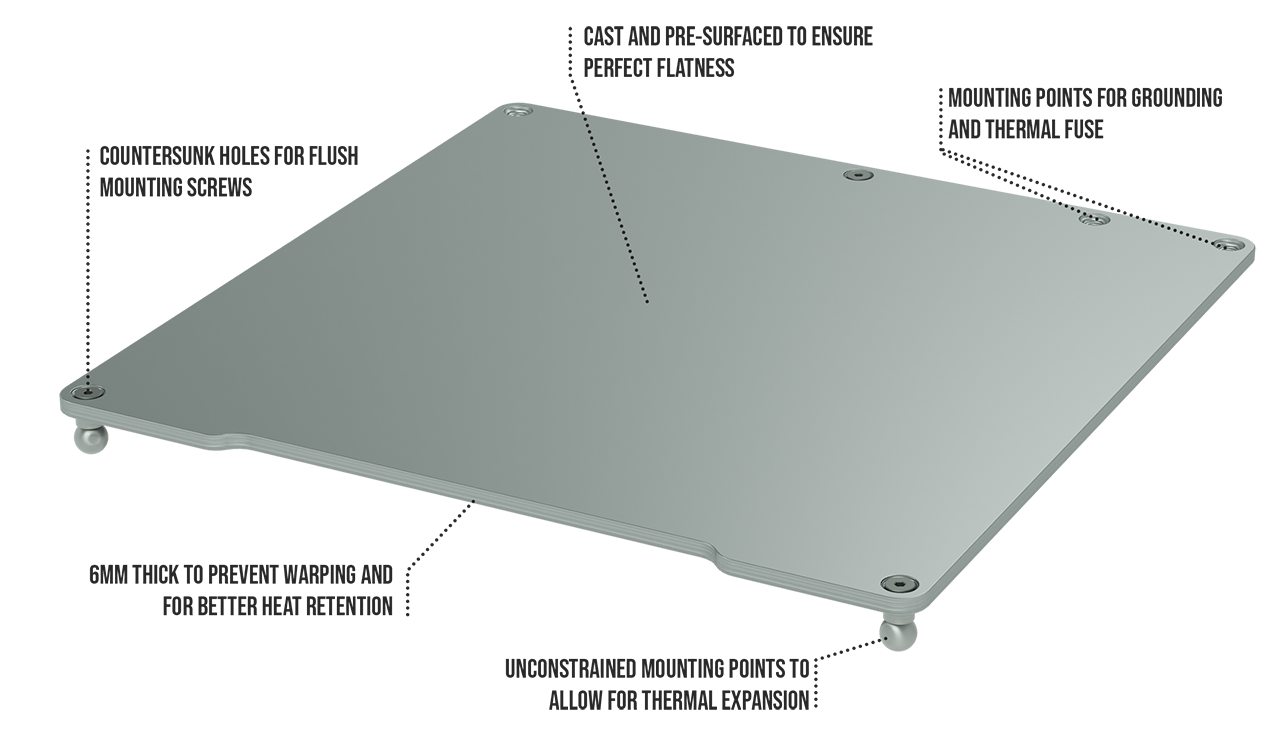 CAST AND PRE-SURFACED TO ENSURE
PERFECT FLATNESS
MOUNTING POINTS FOR GROUNDING
AND THERMAL FUSE
COUNTERSUNK HOLES FOR FLUSH
MOUNTING SCREWS
6MM THICK TO PREVENT WARPING AND
FOR BETTER HEAT RETENTION
UNCONSTRAINED MOUNTING POINTS TO
ALLOW FOR THERMAL EXPANSION